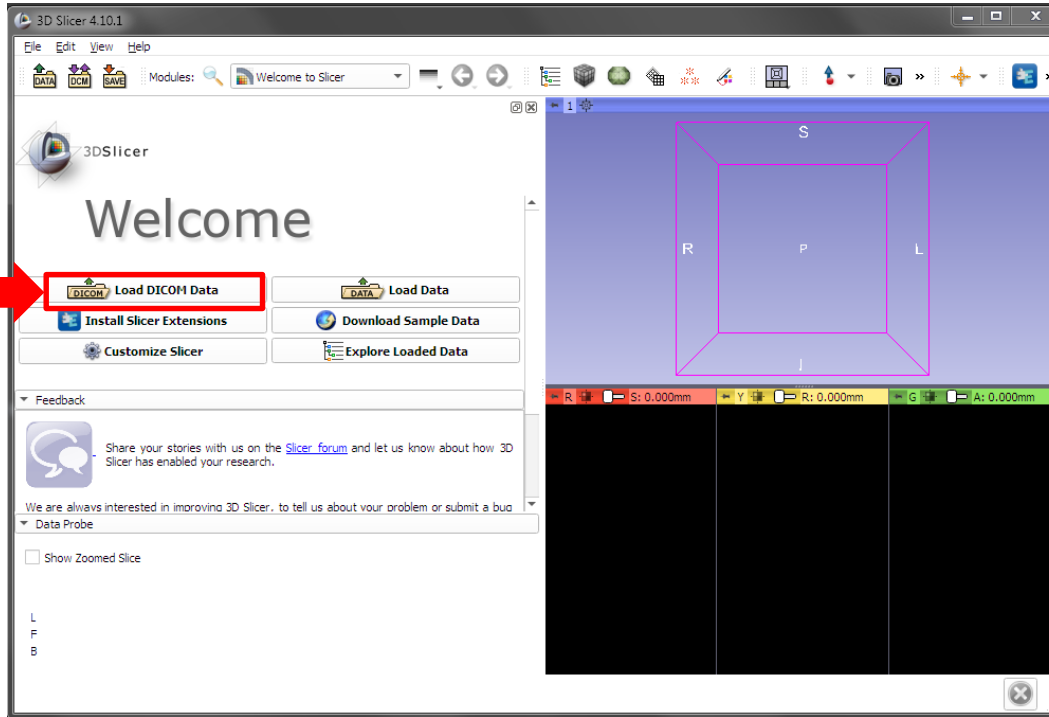 3D Slicer 4.10.1
File Edit View Help
DATA DCM SAVE Modules: Welcome to Slicer
1
3DSlicer
Welcome
DICOM Load DICOM Data
DATA Load Data
Install Slicer Extensions
Download Sample Data
Customize Slicer
Explore Loaded Data
Feedback
Share your stories with us on the Slicer forum and let us know about how 3D
Slicer has enabled your research.
We are always interested in improving 3D Slicer, to tell us about your problem or submit a bug
Data Probe
Show Zoomed Slice
L
F
B
S
R P L
I
R S: 0.000mm
Y R: 0.000mm
G A: 0.000mm